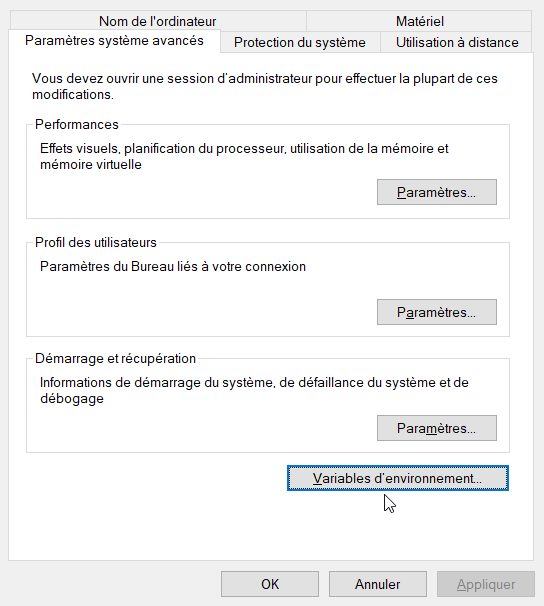 Nom de l'ordinateur
Matériel
Paramètres système avancés
Protection du système
Utilisation à distance
Vous devez ouvrir une session d'administrateur pour effectuer la plupart de ces
modifications.
Performances
Effets visuels, planification du processeur, utilisation de la mémoire et
mémoire virtuelle
Paramètres...
Profil des utilisateurs
Paramètres du Bureau liés à votre connexion
Paramètres...
Démarrage et récupération
Informations de démarrage du système, de défaillance du système et de
débogage
Paramètres...
Variables d'environnement...
OK
Annuler
Appliquer